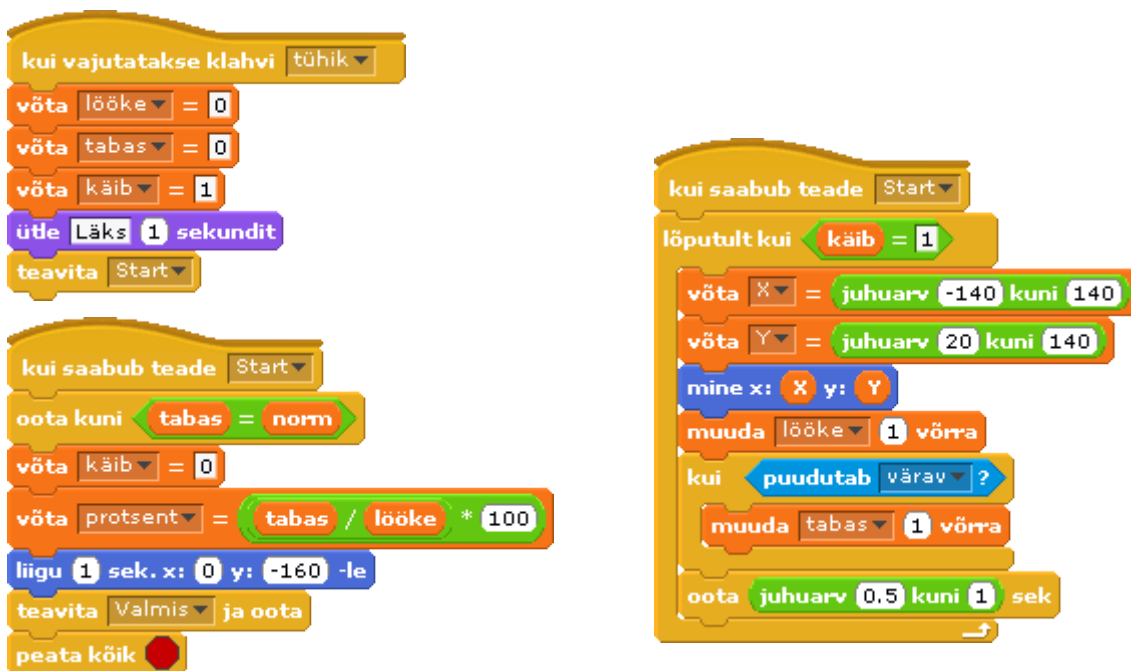 kui vajutatakse klahvi tühik
võta lööke = 0
võta tabas = 0
võta käib = 1
ütle Läks 1 sekundit
teavita Start
kui saabub teade Start
oota kuni tabas = norm
võta käib = 0
võta protsent = tabas / lööke * 100
liigu 1 sek. x: 0 y: -160 -le
teavita Valmis ja oota
peata kõik
kui saabub teade Start
lõputult kui käib = 1
võta X = juhuarv -140 kuni 140
võta Y = juhuarv 20 kuni 140
mine x: X y: Y
muuda lööke 1 võrra
kui puudutab värav ?
muuda tabas 1 võrra
oota juhuarv 0.5 kuni 1 sek